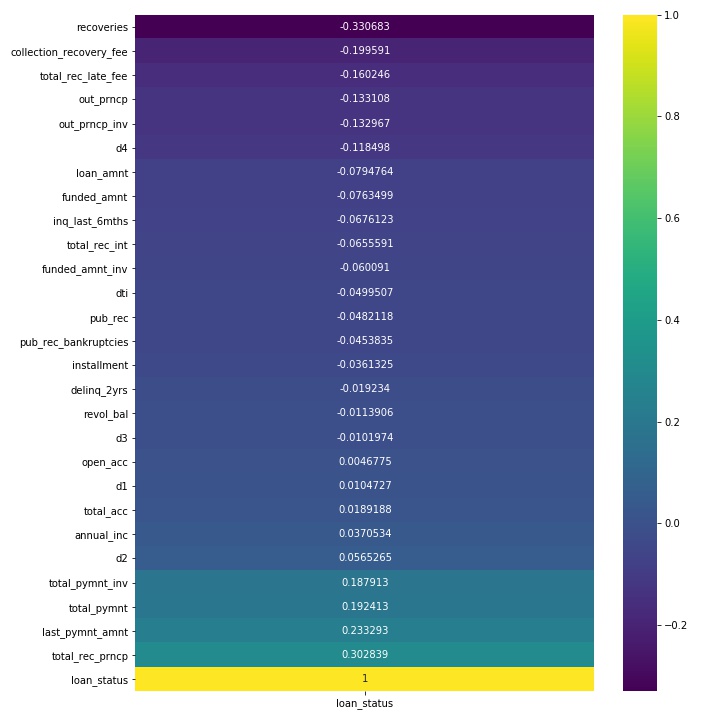 recoveries -0.330683
collection_recovery_fee -0.199591
total_rec_late_fee -0.160246
out_prncp -0.133108
out_prncp_inv -0.132967
d4 -0.118498
loan_amnt -0.0794764
funded_amnt -0.0763499
inq_last_6mths -0.0676123
total_rec_int -0.0655591
funded_amnt_inv -0.060091
dti -0.0499507
pub_rec -0.0482118
pub_rec_bankruptcies -0.0453835
installment -0.0361325
delinq_2yrs -0.019234
revol_bal -0.0113906
d3 -0.0101974
open_acc 0.0046775
d1 0.0104727
total_acc 0.0189188
annual_inc 0.0370534
d2 0.0565265
total_pymnt_inv 0.187913
total_pymnt 0.192413
last_pymnt_amnt 0.233293
total_rec_prncp 0.302839
loan_status 1
loan_status
1.0
0.8
0.6
0.4
0.2
0.0
−0.2